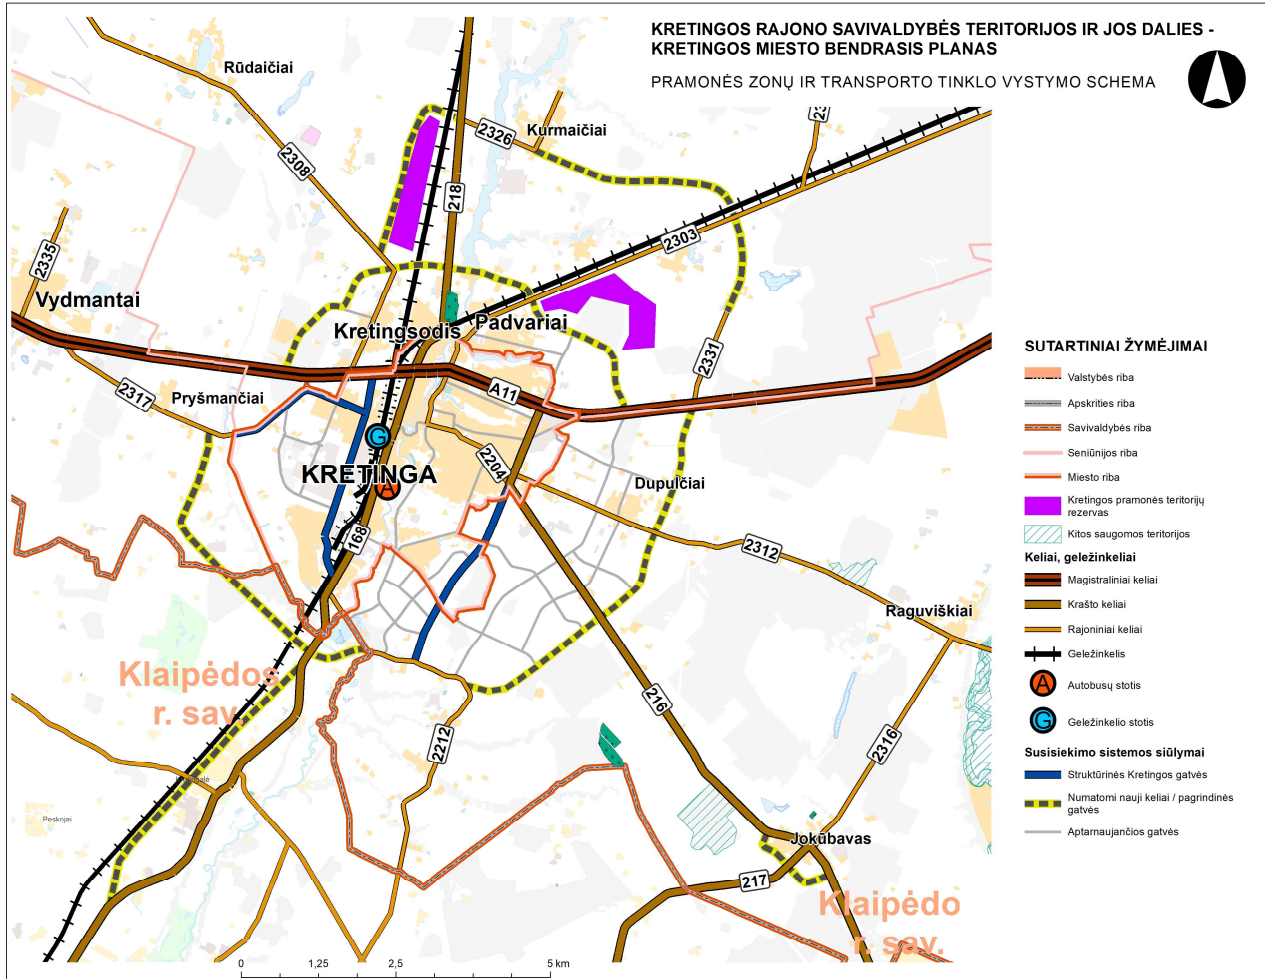 KRETINGOS RAJONO SAVIVALDYBĖS TERITORIJOS IR JOS DALIES -
KRETINGOS MIESTO BENDRASIS PLANAS
PRAMONĖS ZONŲ IR TRANSPORTO TINKLO VYSTYMO SCHEMA
Rūdaičiai
2326
Kurmaičiai
2308
218
2303
2335
Vydmantai
Kretingsodis
Padvariai
2331
2317
Pryšmančiai
A11
G
KRETINGA
A
2204
Dupulčiai
168
2312
Raguviškiai
Klaipėdos
r. sav.
216
2212
2316
Peskojai
Jokūbavas
217
Klaipėdo
r. sav.
0
1,25
2,5
5 km
SUTARTINIAI ŽYMĖJIMAI
Valstybės riba
Apskrities riba
Savivaldybės riba
Seniūnijos riba
Miesto riba
Kretingos pramonės teritorijų
rezervas
Kitos saugomos teritorijos
Keliai, geležinkeliai
Magistraliniai keliai
Krašto keliai
Rajoniniai keliai
Geležinkelis
A
Autobusų stotis
G
Geležinkelio stotis
Susisiekimo sistemos siūlymai
Struktūrinės Kretingos gatvės
Numatomi nauji keliai / pagrindinės
gatvės
Aptarnaujančios gatvės